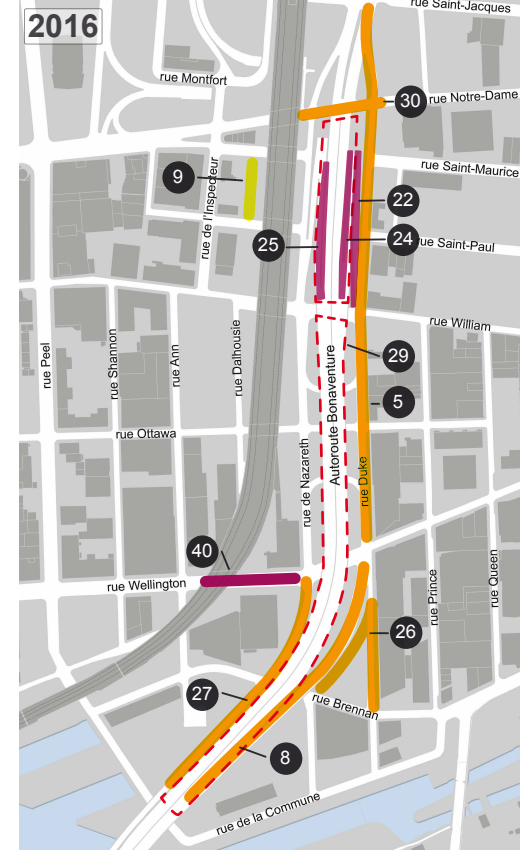 rue Saint-Jacques
2016
rue Montfort
30
rue Notre-Dame
rue Saint-Maurice
9
rue de l'Inspecteur
22
25
24
rue Saint-Paul
rue William
rue Peel
rue Shannon
rue Ann
rue Dalhousie
29
Autoroute Bonaventure
5
rue Ottawa
rue de Nazareth
rue Duke
40
rue Wellington
rue Prince
rue Queen
26
27
rue Brennan
8
rue de la Commune